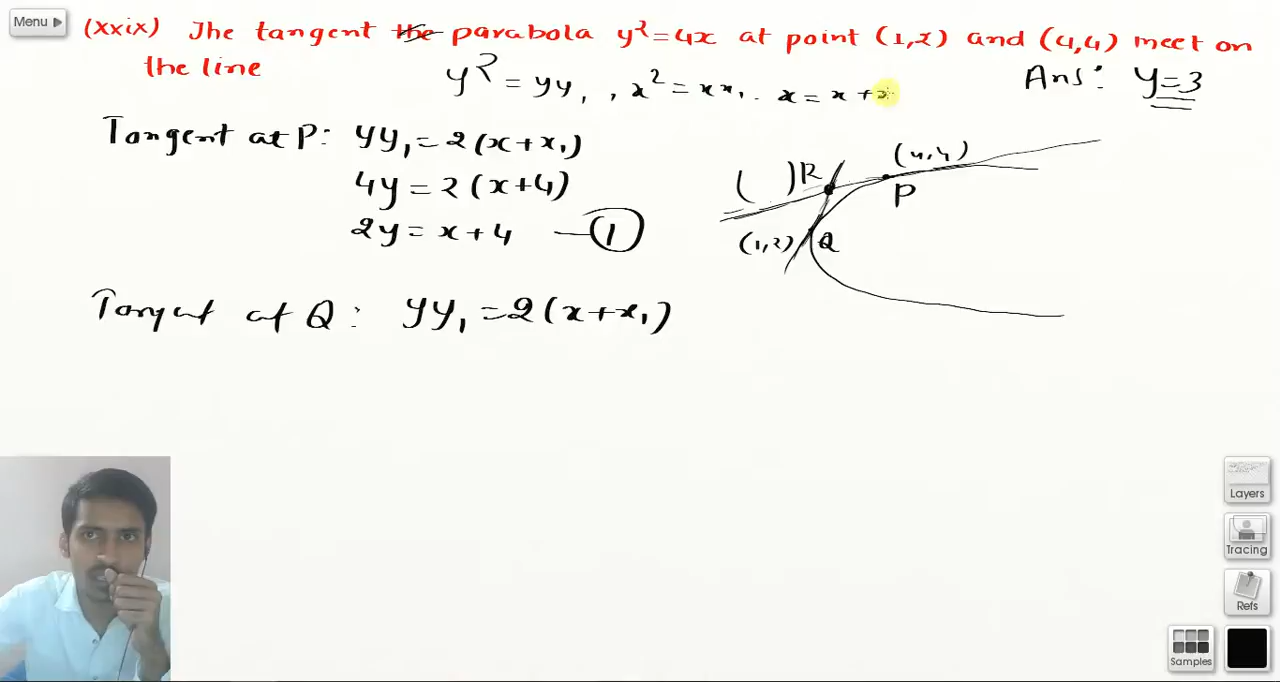 Menu
(xxix) The tangent the parabola y²=4x at point (1,2) and (4,4) meet on
the line
y² = yy₁ , x² = xx₁ . x = x +
Ans: y=3
Tangent at P: yy₁ = 2(x+x₁)
4y = 2(x+4)
2y = x+4 — (1)
(4,4)
( ) R
P
(1,2) Q
Tangent at Q: yy₁ = 2(x+x₁)
Layers
Tracing
Refs
Samples